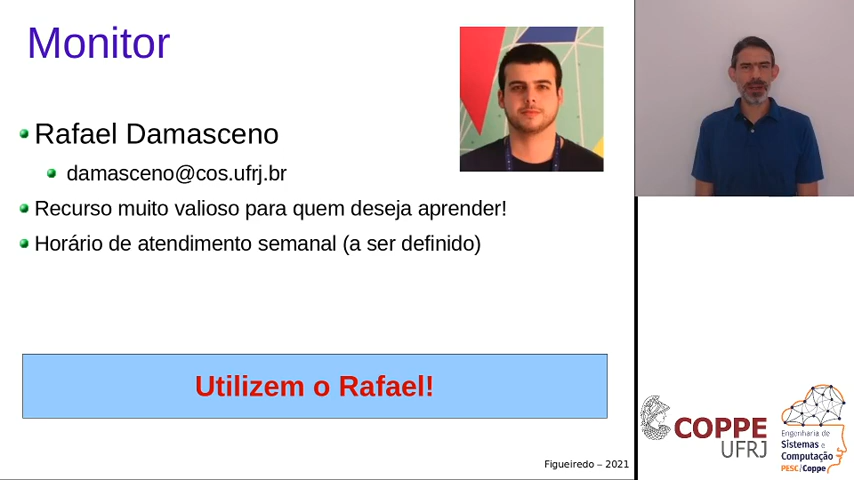 Monitor
Rafael Damasceno
damasceno@cos.ufrj.br
Recurso muito valioso para quem deseja aprender!
Horário de atendimento semanal (a ser definido)
Utilizem o Rafael!
Figueiredo – 2021
COPPE
UFRJ
Engenharia de
Sistemas e
Computação
PESC/Coppe